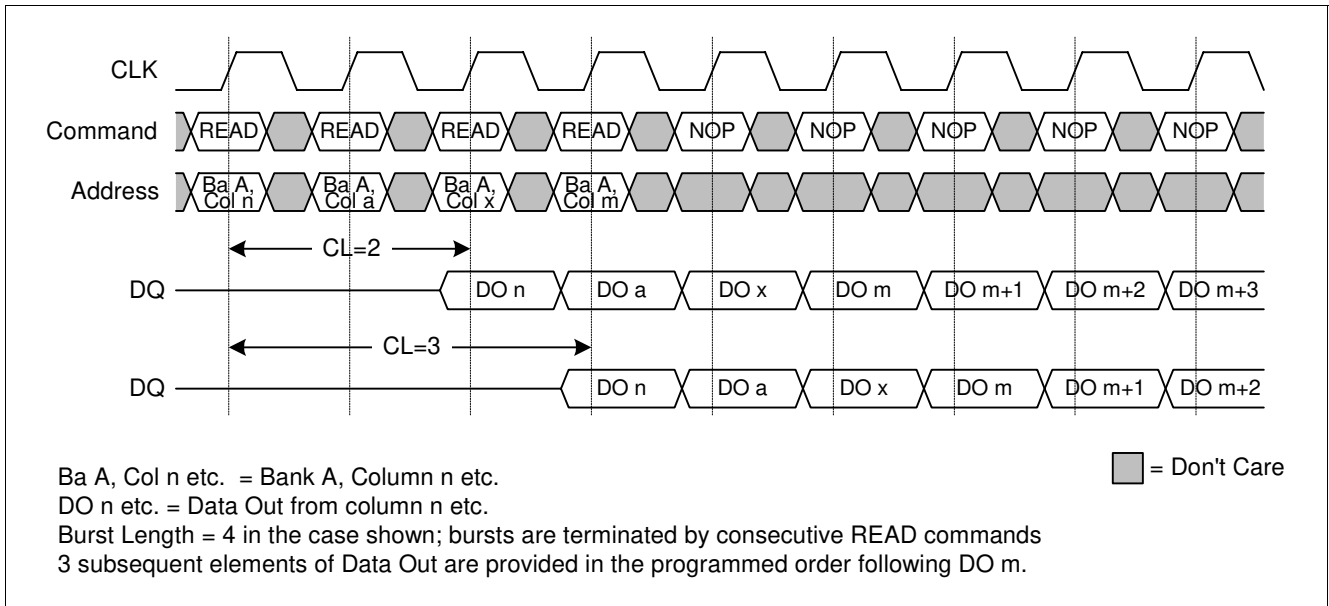 CLK
Command READ READ READ READ NOP NOP NOP NOP NOP
Address Ba A, Col n Ba A, Col a Ba A, Col x Ba A, Col m
CL=2
DQ DO n DO a DO x DO m DO m+1 DO m+2 DO m+3
CL=3
DQ DO n DO a DO x DO m DO m+1 DO m+2
Ba A, Col n etc. = Bank A, Column n etc.
= Don't Care
DO n etc. = Data Out from column n etc.
Burst Length = 4 in the case shown; bursts are terminated by consecutive READ commands
3 subsequent elements of Data Out are provided in the programmed order following DO m.